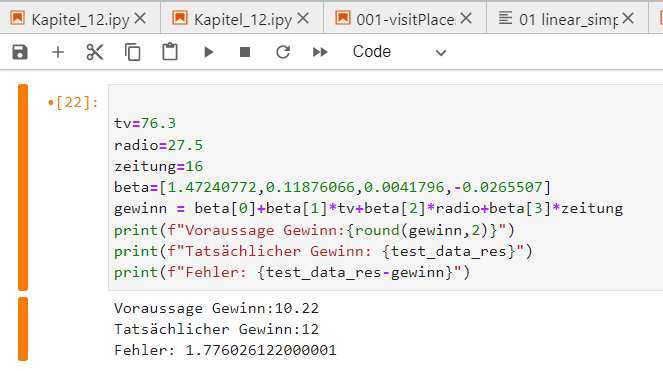 Kapitel_12.ipy
Kapitel_12.ipy
001-visitPlace
01 linear_simp
Code
[22]:
tv=76.3
radio=27.5
zeitung=16
beta=[1.47240772,0.11876066,0.0041796,-0.0265507]
gewinn = beta[0]+beta[1]*tv+beta[2]*radio+beta[3]*zeitung
print(f"Voraussage Gewinn:{round(gewinn,2)}")
print(f"Tatsächlicher Gewinn: {test_data_res}")
print(f"Fehler: {test_data_res-gewinn}")
Voraussage Gewinn:10.22
Tatsächlicher Gewinn:12
Fehler: 1.776026122000001